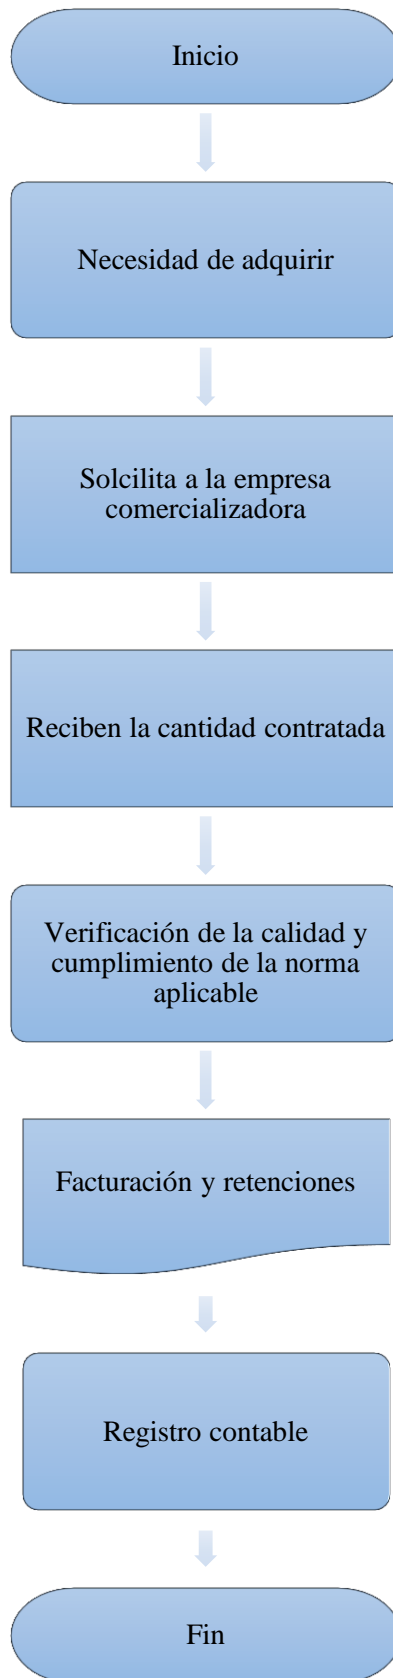 Inicio
Necesidad de adquirir
Solcilita a la empresa
comercializadora
Reciben la cantidad contratada
Verificación de la calidad y
cumplimiento de la norma
aplicable
Facturación y retenciones
Registro contable
Fin